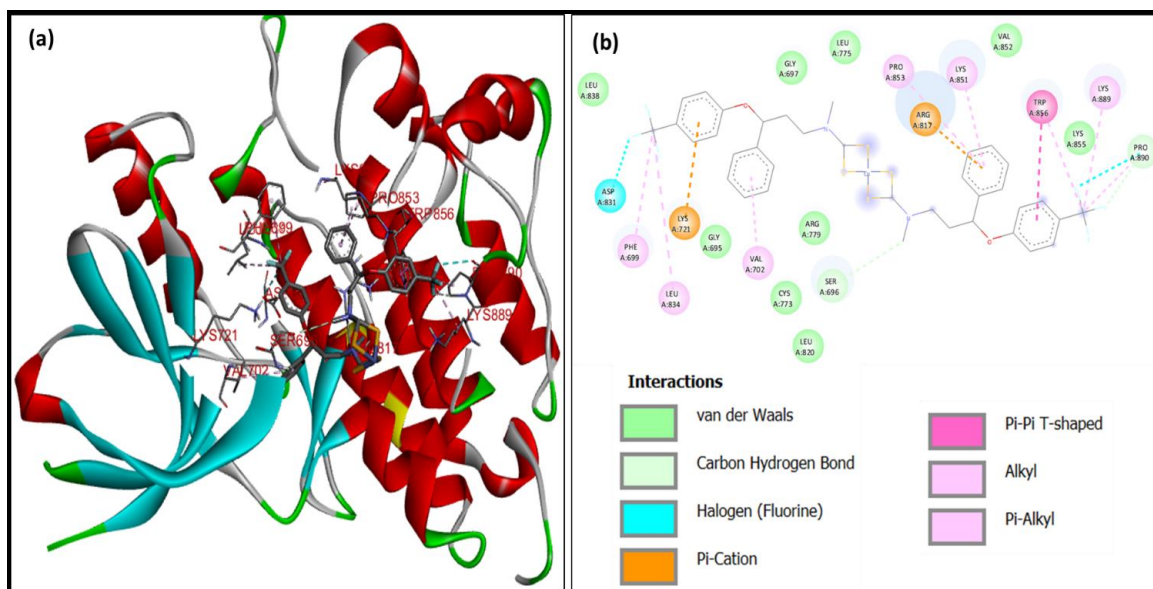 (a)
PRO853
TRP856
LYS889
LYS721
VAL702
(b)
LEU
A:775
VAL
A:852
GLY
A:697
PRO
A:853
LYS
A:851
LEU
A:838
LYS
A:889
TRP
A:856
ARG
A:817
LYS
A:855
PRO
A:890
ASP
A:831
LYS
A:721
PHE
A:699
GLY
A:695
VAL
A:702
ARG
A:779
LEU
A:834
CYS
A:773
SER
A:696
LEU
A:820
Interactions
van der Waals
Carbon Hydrogen Bond
Halogen (Fluorine)
Pi-Cation
Pi-Pi T-shaped
Alkyl
Pi-Alkyl